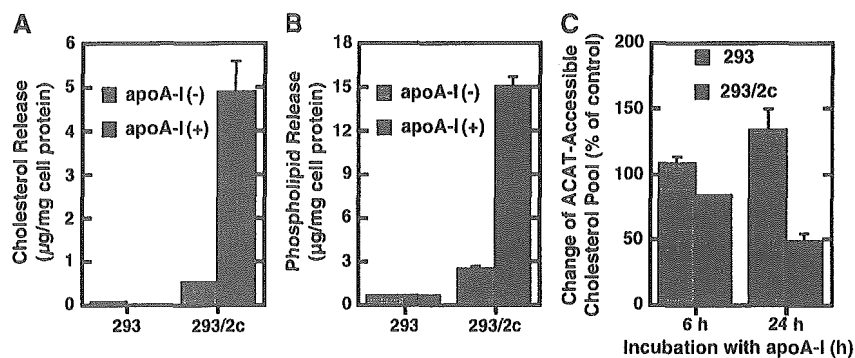 A
Cholesterol Release
(µg/mg cell protein)
6
5
4
3
2
1
0
apoA-I (-)
apoA-I (+)
293
293/2c
B
Phospholipid Release
(µg/mg cell protein)
18
15
12
9
6
3
0
apoA-I (-)
apoA-I (+)
293
293/2c
C
Change of ACAT-Accessible
Cholesterol Pool (% of control)
200
150
100
50
0
293
293/2c
6 h
24 h
Incubation with apoA-I (h)